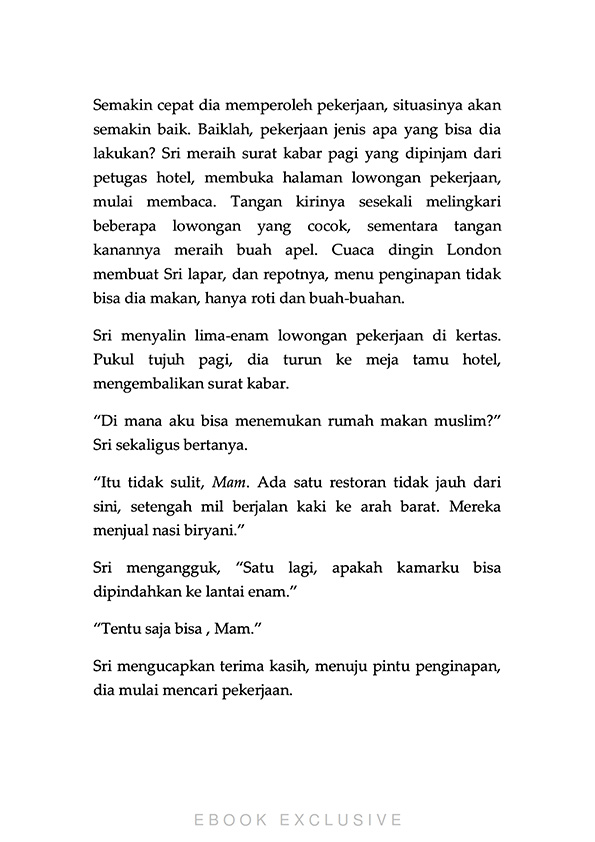 Semakin cepat dia memperoleh pekerjaan, situasinya akan
semakin baik. Baiklah, pekerjaan jenis apa yang bisa dia
lakukan? Sri meraih surat kabar pagi yang dipinjam dari
petugas hotel, membuka halaman lowongan pekerjaan,
mulai membaca. Tangan kirinya sesekali melingkari
beberapa lowongan yang cocok, sementara tangan
kanannya meraih buah apel. Cuaca dingin London
membuat Sri lapar, dan repotnya, menu penginapan tidak
bisa dia makan, hanya roti dan buah-buahan.
Sri menyalin lima-enam lowongan pekerjaan di kertas.
Pukul tujuh pagi, dia turun ke meja tamu hotel,
mengembalikan surat kabar.
“Di mana aku bisa menemukan rumah makan muslim?”
Sri sekaligus bertanya.
“Itu tidak sulit, Mam. Ada satu restoran tidak jauh dari
sini, setengah mil berjalan kaki ke arah barat. Mereka
menjual nasi biryani.”
Sri mengangguk, “Satu lagi, apakah kamarku bisa
dipindahkan ke lantai enam.”
“Tentu saja bisa , Mam.”
Sri mengucapkan terima kasih, menuju pintu penginapan,
dia mulai mencari pekerjaan.
EBOOK EXCLUSIVE